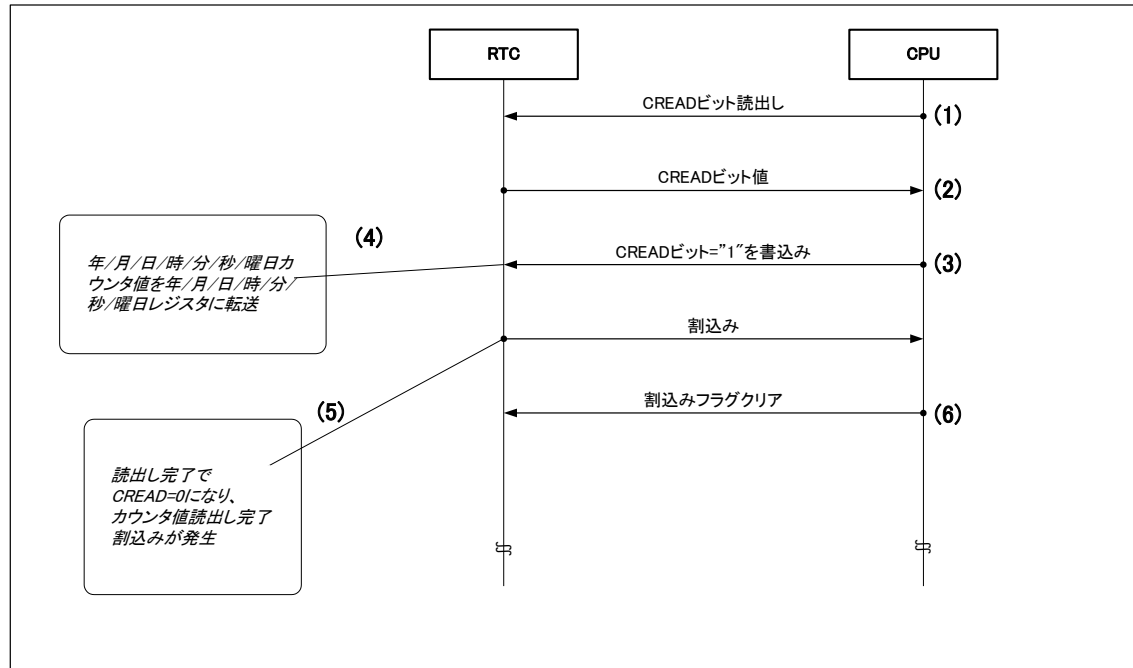 RTC
CPU
CREADビット読出し
(1)
CREADビット値
(2)
(4)
年/月/日/時/分/秒/曜日カ
ウンタ値を年/月/日/時/分/
秒/曜日レジスタに転送
CREADビット=”1”を書込み
(3)
割込み
(5)
割込みフラグクリア
(6)
読出し完了で
CREAD=0になり、
カウンタ値読出し完了
割込みが発生